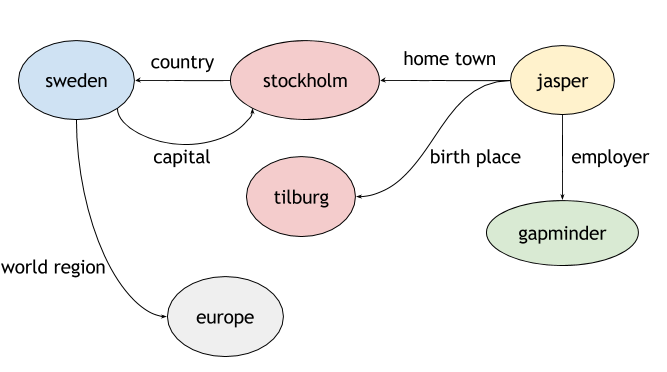 country
home town
sweden
stockholm
jasper
capital
birth place
employer
tilburg
gapminder
world region
europe